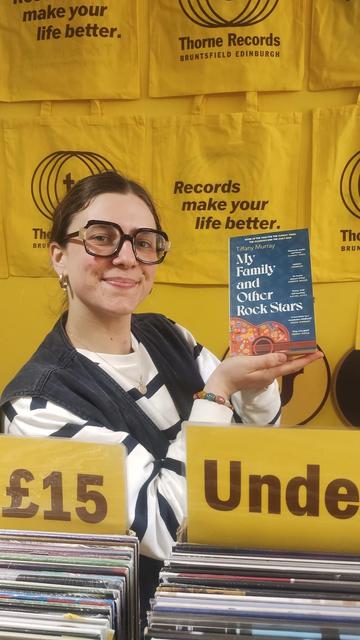 make your
life better.
Thorne Records
BRUNTSFIELD EDINBURGH
Records
make your
life better.
Tiffany Murray
My
Family
and
Other
Rock Stars
£15
Unde